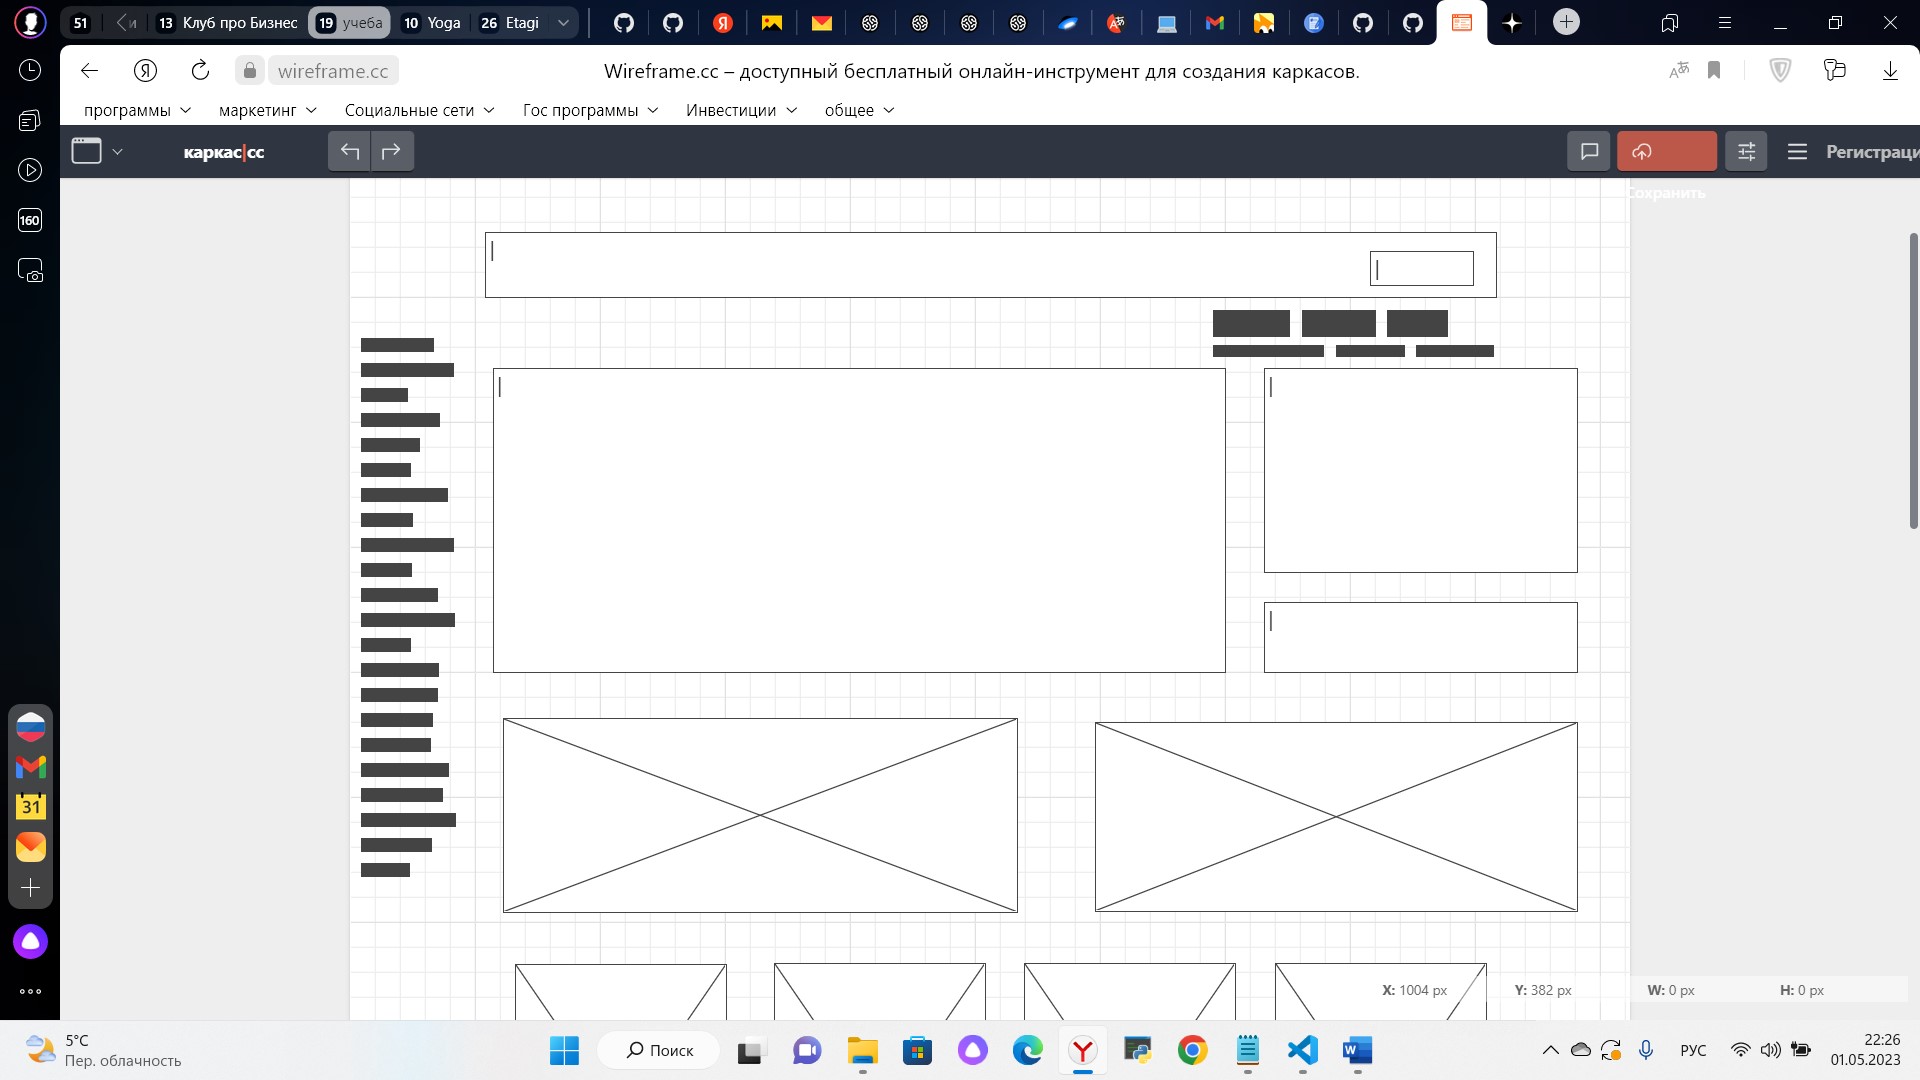 51
13 Клуб про Бизнес
19 учеба
10 Yoga
26 Etagi
wireframe.cc
Wireframe.cc – доступный бесплатный онлайн-инструмент для создания каркасов.
программы
маркетинг
Социальные сети
Гос программы
Инвестиции
общее
каркас|cc
Регистраци
Сохранить
160
31
X: 1004 px
Y: 382 px
W: 0 px
H: 0 px
5°C
Пер. облачность
Поиск
РУС
22:26
01.05.2023